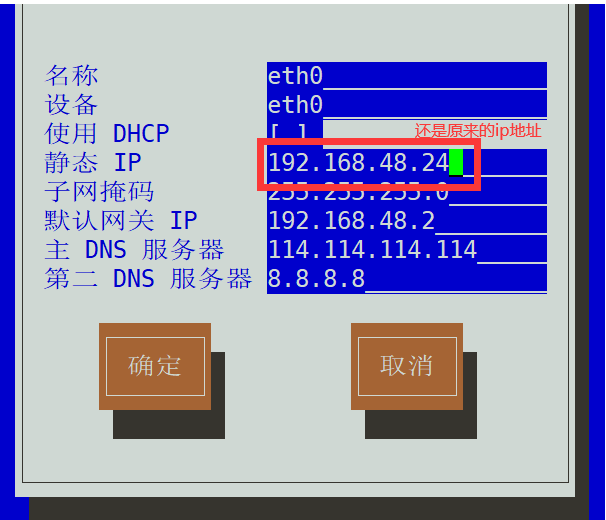 名称 eth0
设备 eth0
使用 DHCP [ ] 还是原来的ip地址
静态 IP 192.168.48.24
子网掩码 255.255.255.0
默认网关 IP 192.168.48.2
主 DNS 服务器 114.114.114.114
第二 DNS 服务器 8.8.8.8
确定 取消